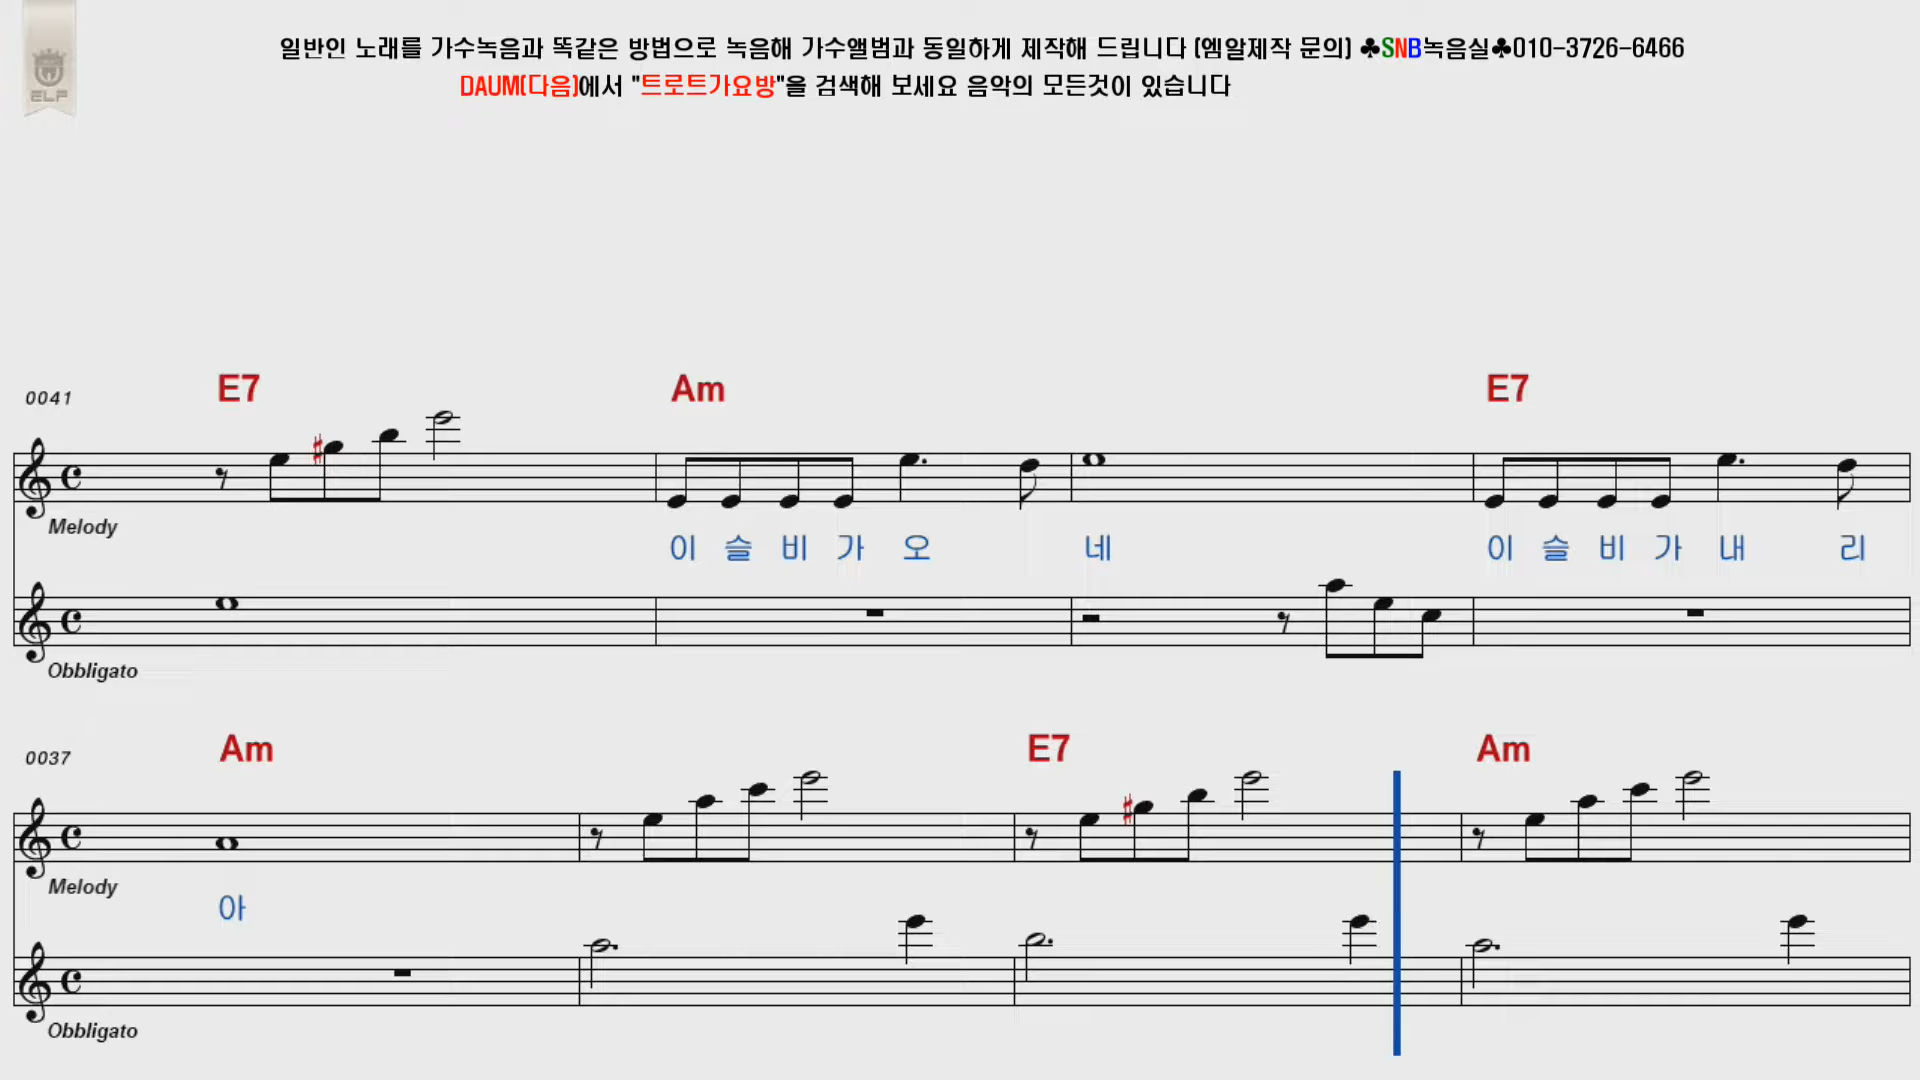 일반인 노래를 가수녹음과 똑같은 방법으로 녹음해 가수앨범과 동일하게 제작해 드립니다 (엠알제작 문의) ♣SNB녹음실♣010-3726-6466
DAUM(다음)에서 "트로트가요방"을 검색해 보세요 음악의 모든것이 있습니다
ELF
0041 E7 Am E7
Melody
이 슬 비 가 오 네 이 슬 비 가 내 리
Obbligato
0037 Am E7 Am
Melody
아
Obbligato